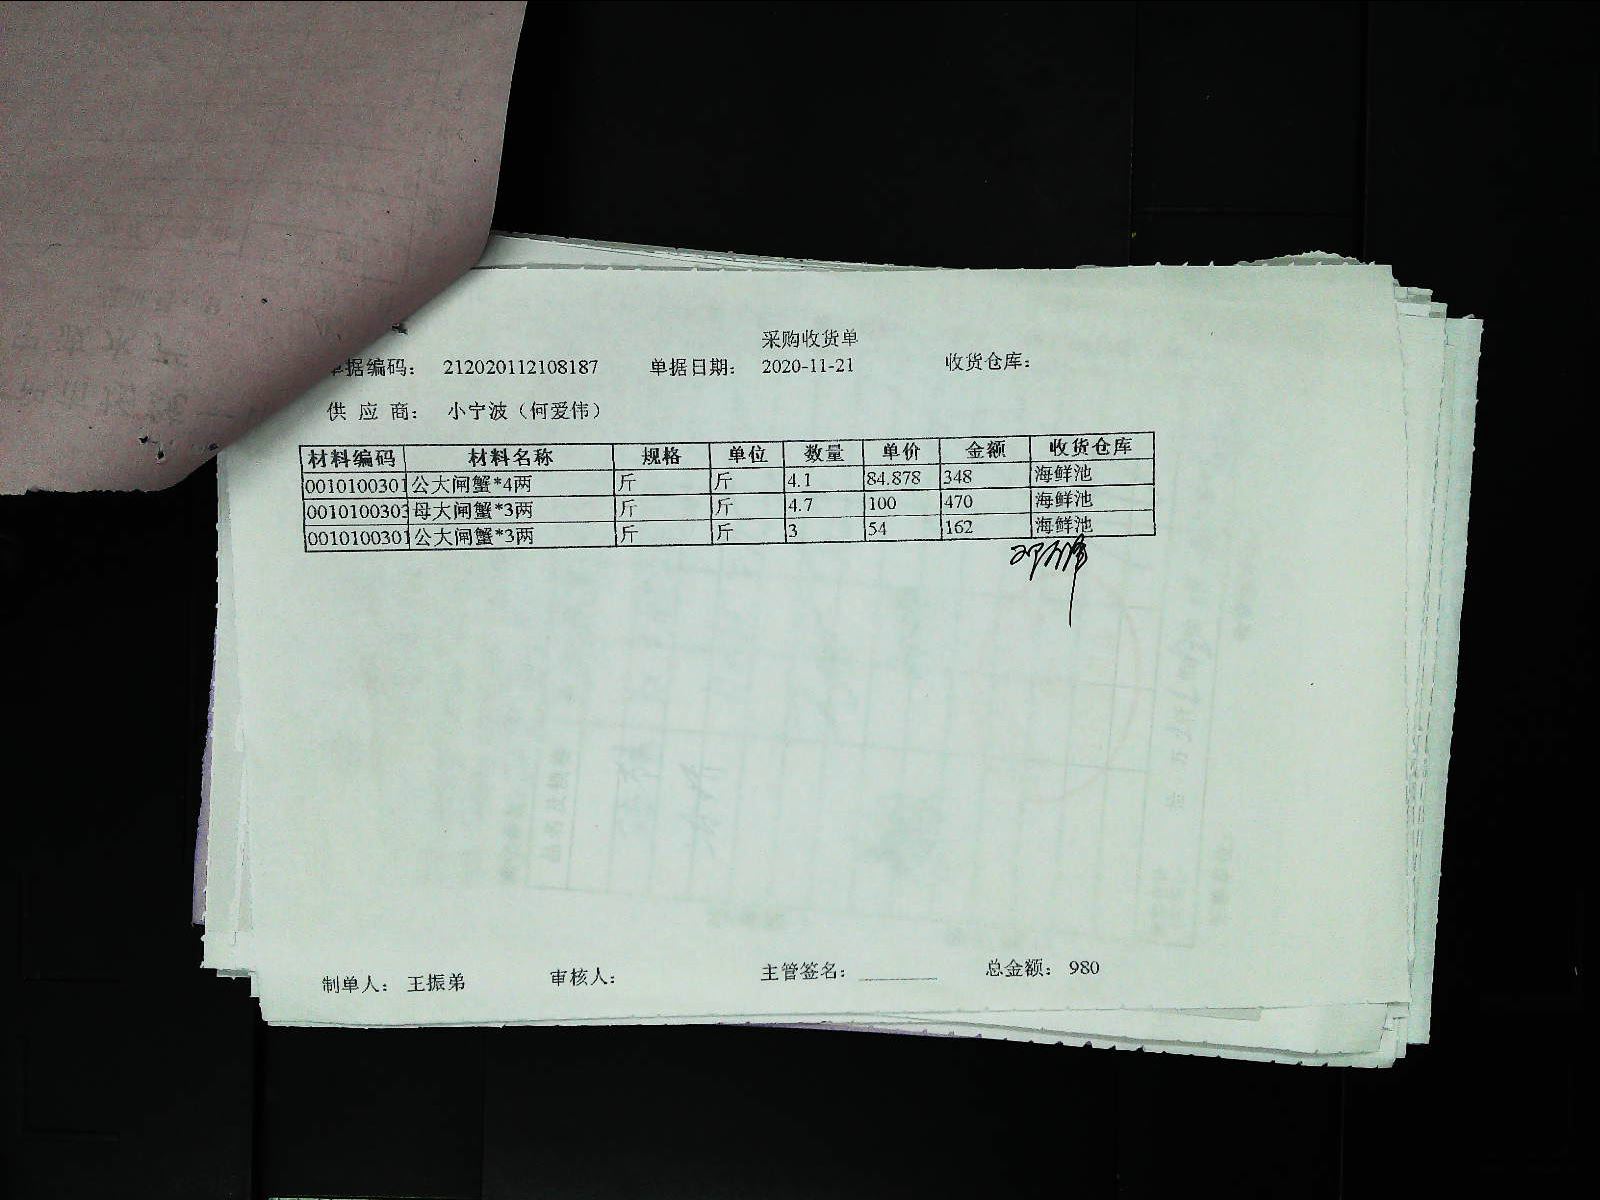 采购收货单
单据编码： 212020112108187 单据日期： 2020-11-21 收货仓库：
供 应 商： 小宁波（何爱伟）
材料编码 材料名称 规格 单位 数量 单价 金额 收货仓库
0010100301 公大闸蟹*4两 斤 斤 4.1 84.878 348 海鲜池
0010100303 母大闸蟹*3两 斤 斤 4.7 100 470 海鲜池
0010100301 公大闸蟹*3两 斤 斤 3 54 162 海鲜池
制单人： 王振弟 审核人： 主管签名： 总金额： 980